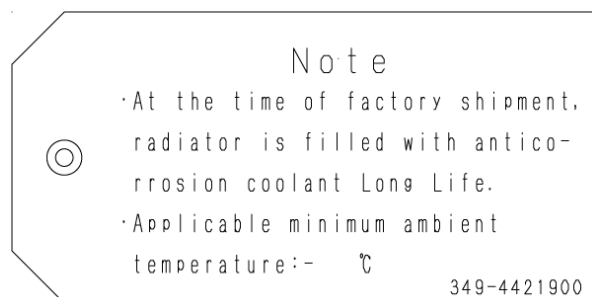 Note
·At the time of factory shipment,
radiator is filled with antico-
rrosion coolant Long Life.
·Applicable minimum ambient
temperature:-   ℃
349-4421900